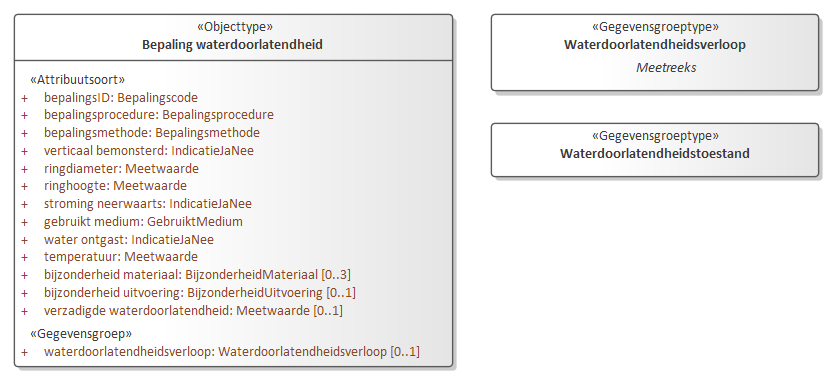 «Objecttype»
Bepaling waterdoorlatendheid
«Attribuutsoort»
+ bepalingsID: Bepalingscode
+ bepalingsprocedure: Bepalingsprocedure
+ bepalingsmethode: Bepalingsmethode
+ verticaal bemonsterd: IndicatieJaNee
+ ringdiameter: Meetwaarde
+ ringhoogte: Meetwaarde
+ stroming neerwaarts: IndicatieJaNee
+ gebruikt medium: GebruiktMedium
+ water ontgast: IndicatieJaNee
+ temperatuur: Meetwaarde
+ bijzonderheid materiaal: BijzonderheidMateriaal [0..3]
+ bijzonderheid uitvoering: BijzonderheidUitvoering [0..1]
+ verzadigde waterdoorlatendheid: Meetwaarde [0..1]
«Gegevensgroep»
+ waterdoorlatendheidsverloop: Waterdoorlatendheidsverloop [0..1]
«Gegevensgroeptype»
Waterdoorlatendheidsverloop
Meetreeks
«Gegevensgroeptype»
Waterdoorlatendheidstoestand